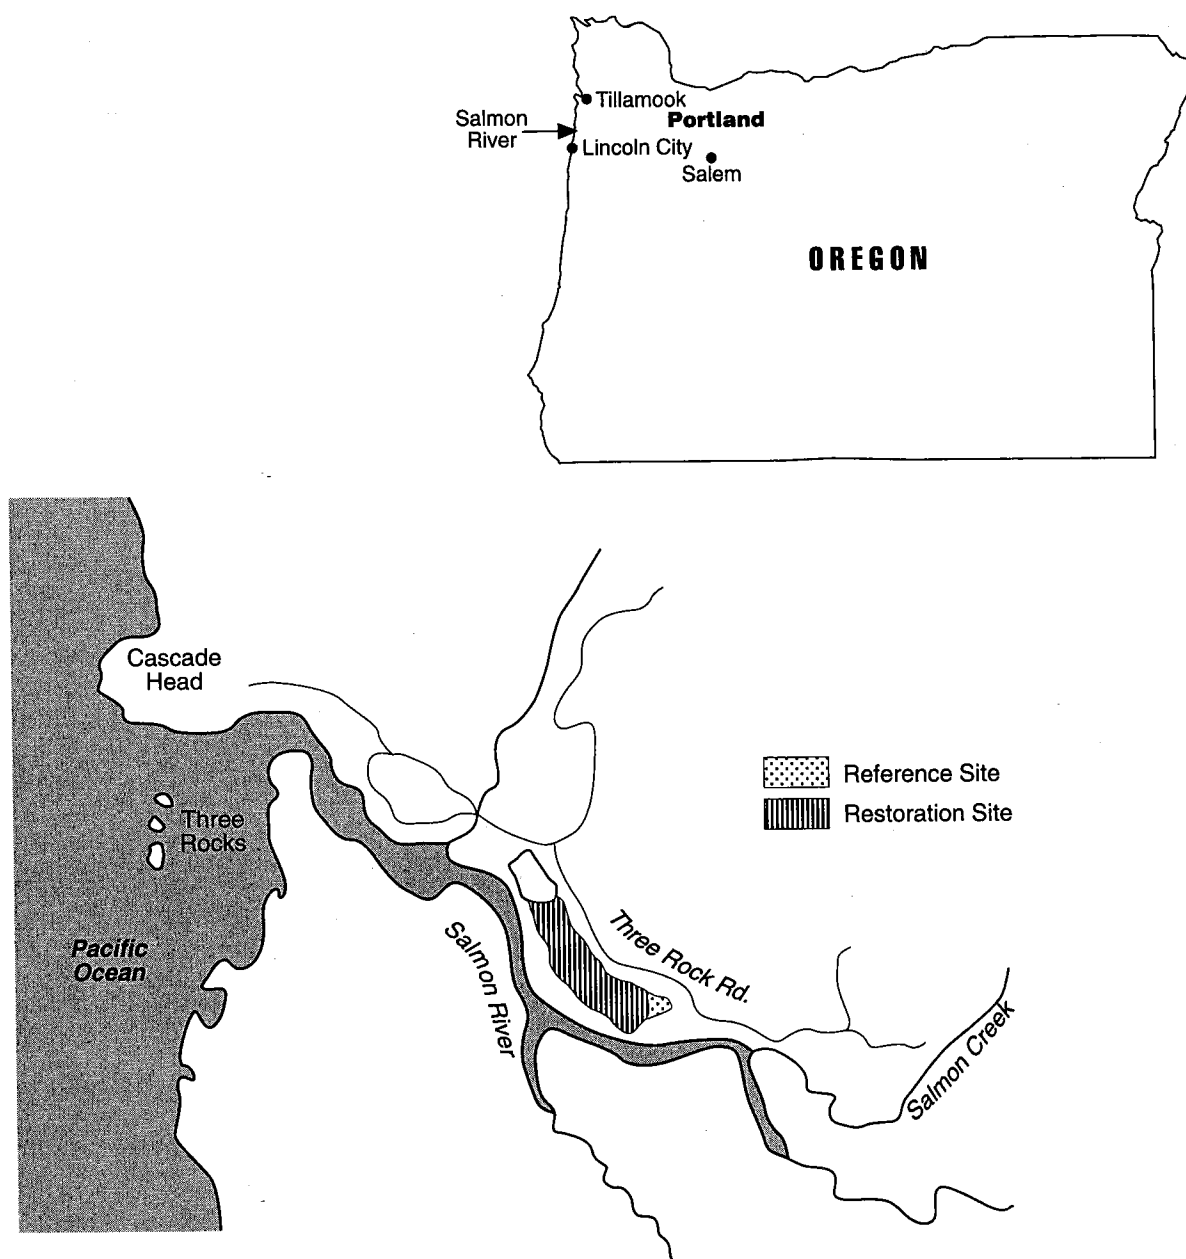 Tillamook
Salmon
River
Portland
Lincoln City
Salem
OREGON
Cascade
Head
Reference Site
Restoration Site
Three
Rocks
Pacific
Ocean
Salmon River
Three Rock Rd.
Salmon Creek